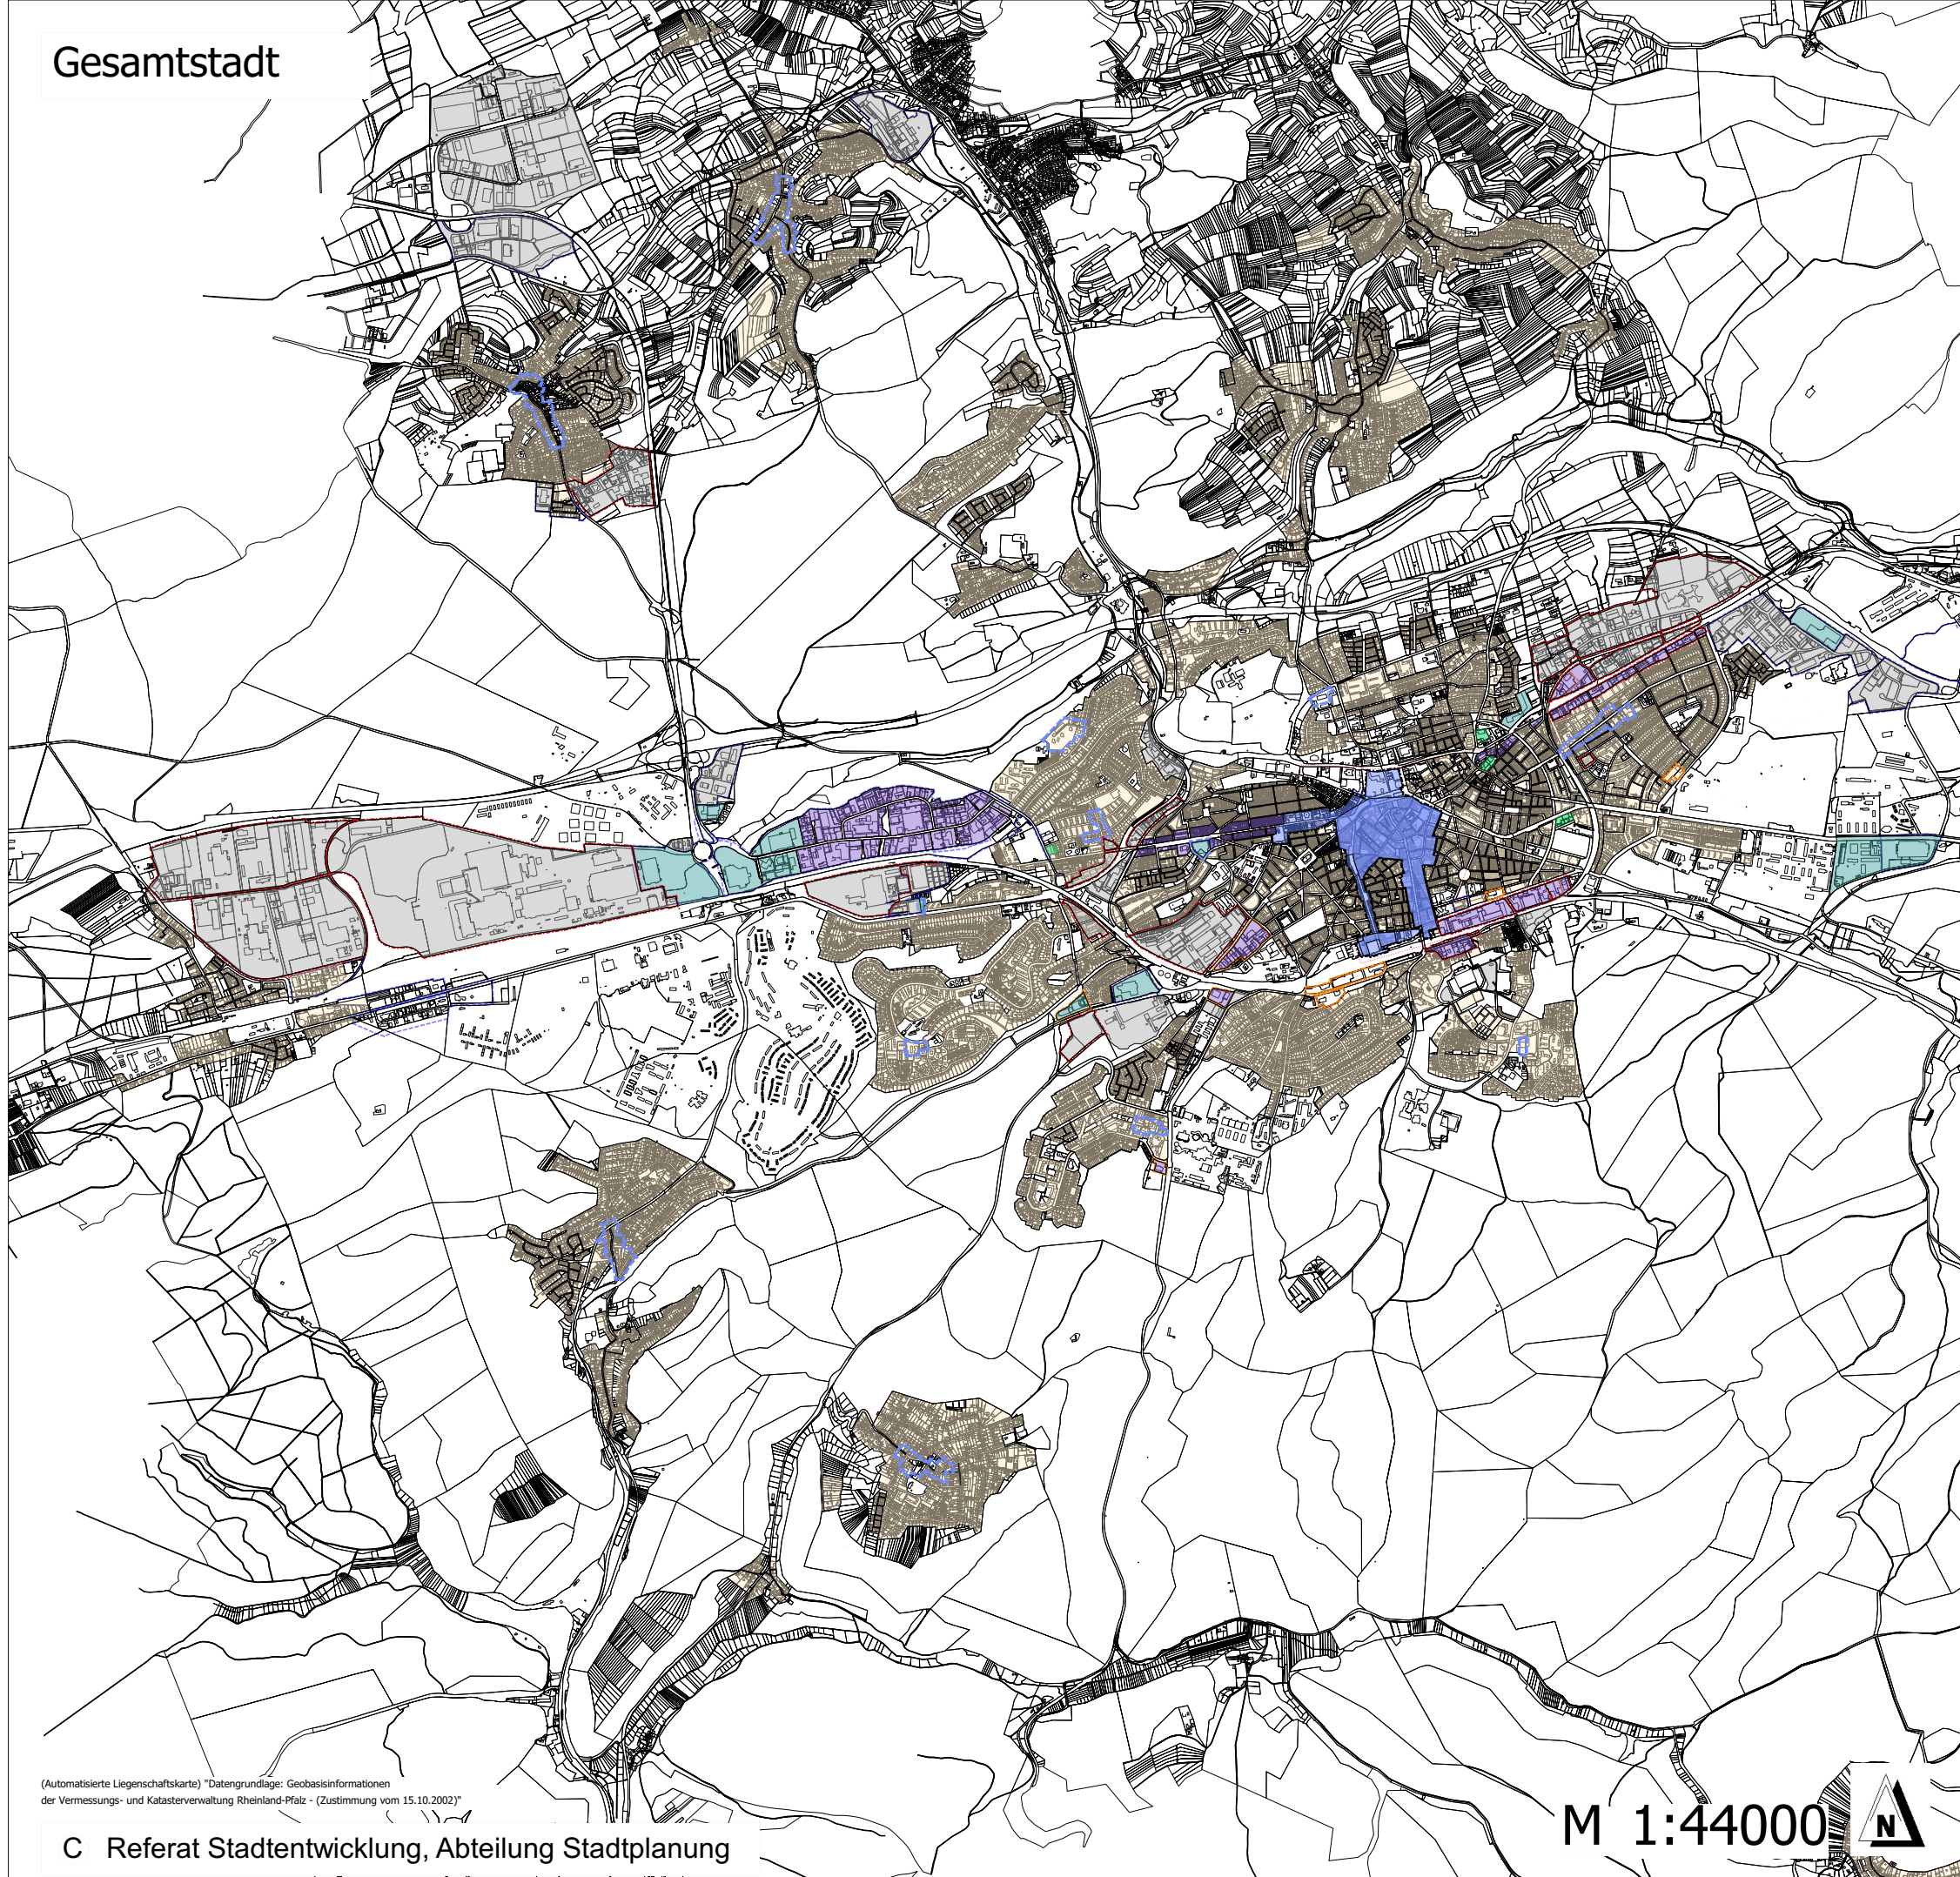 Gesamtstadt
(Automatisierte Liegenschaftskarte) "Datengrundlage: Geobasisinformationen
der Vermessungs- und Katasterverwaltung Rheinland-Pfalz - (Zustimmung vom 15.10.2002)"
C Referat Stadtentwicklung, Abteilung Stadtplanung
M 1:44000
N